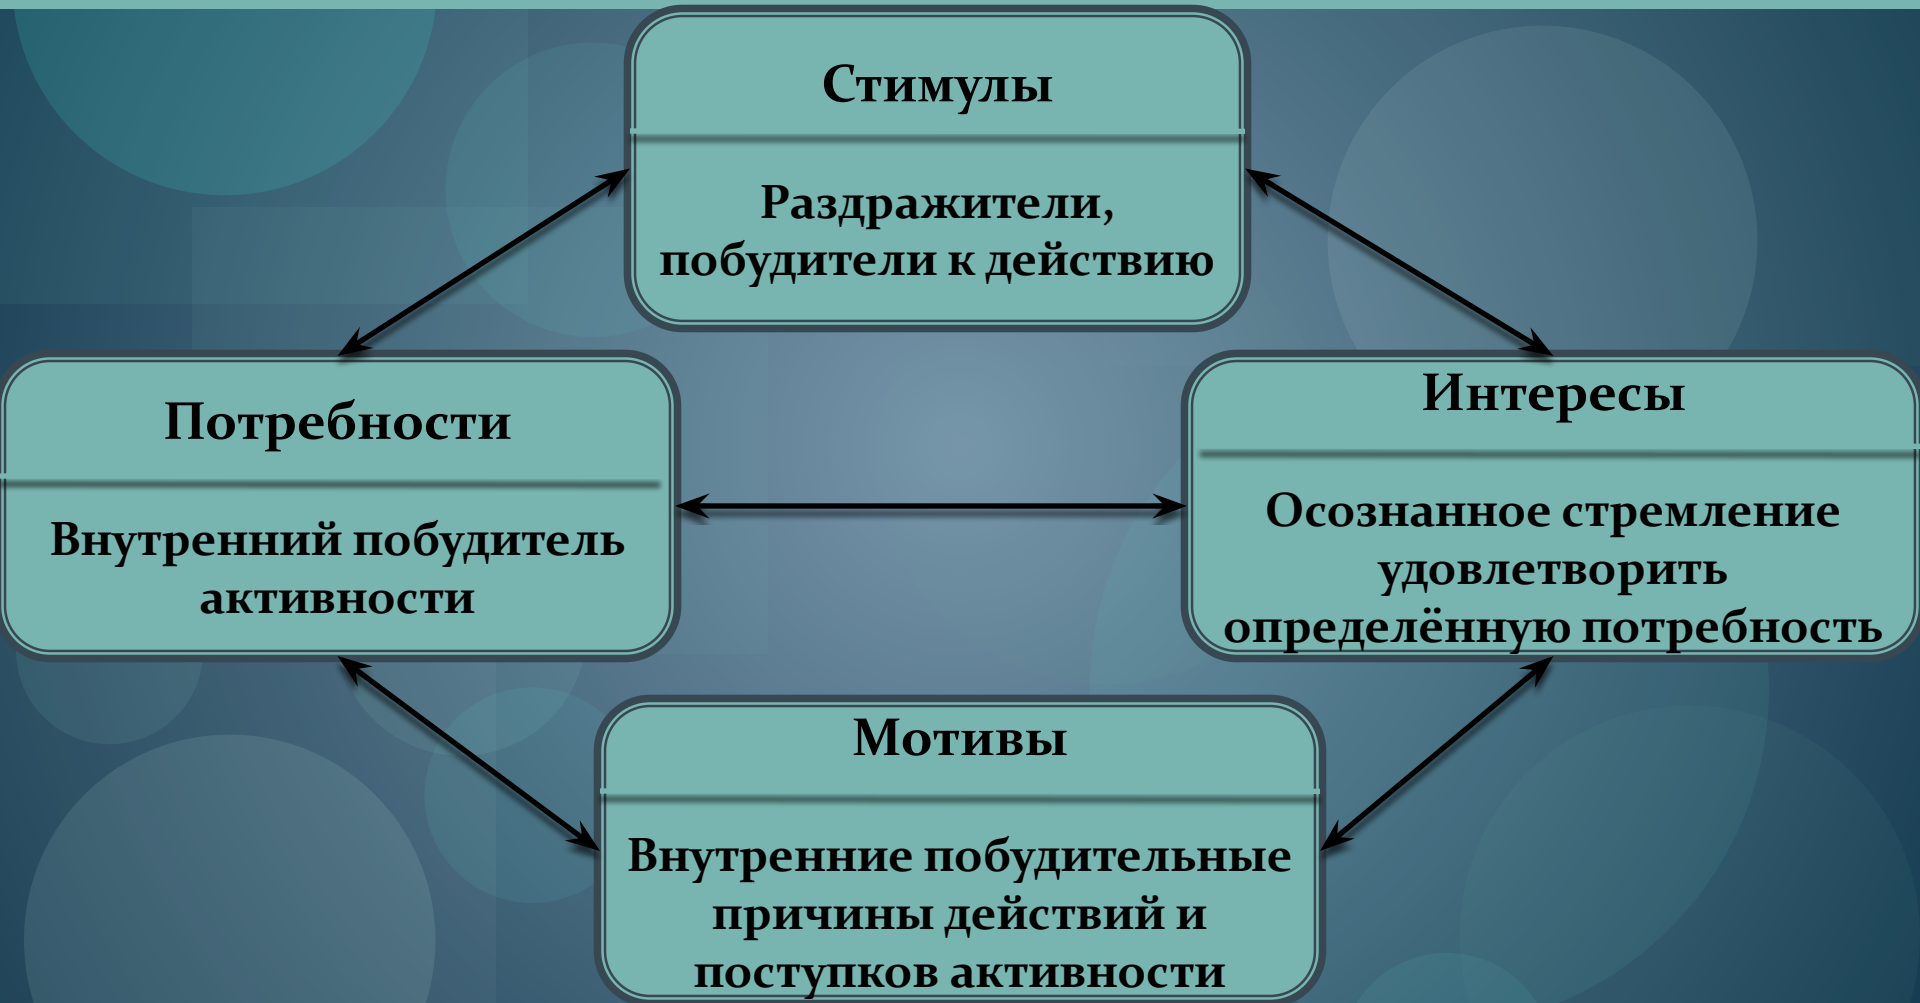 Стимулы
Раздражители,
побудители к действию
Потребности
Внутренний побудитель
активности
Интересы
Осознанное стремление
удовлетворить
определённую потребность
Мотивы
Внутренние побудительные
причины действий и
поступков активности